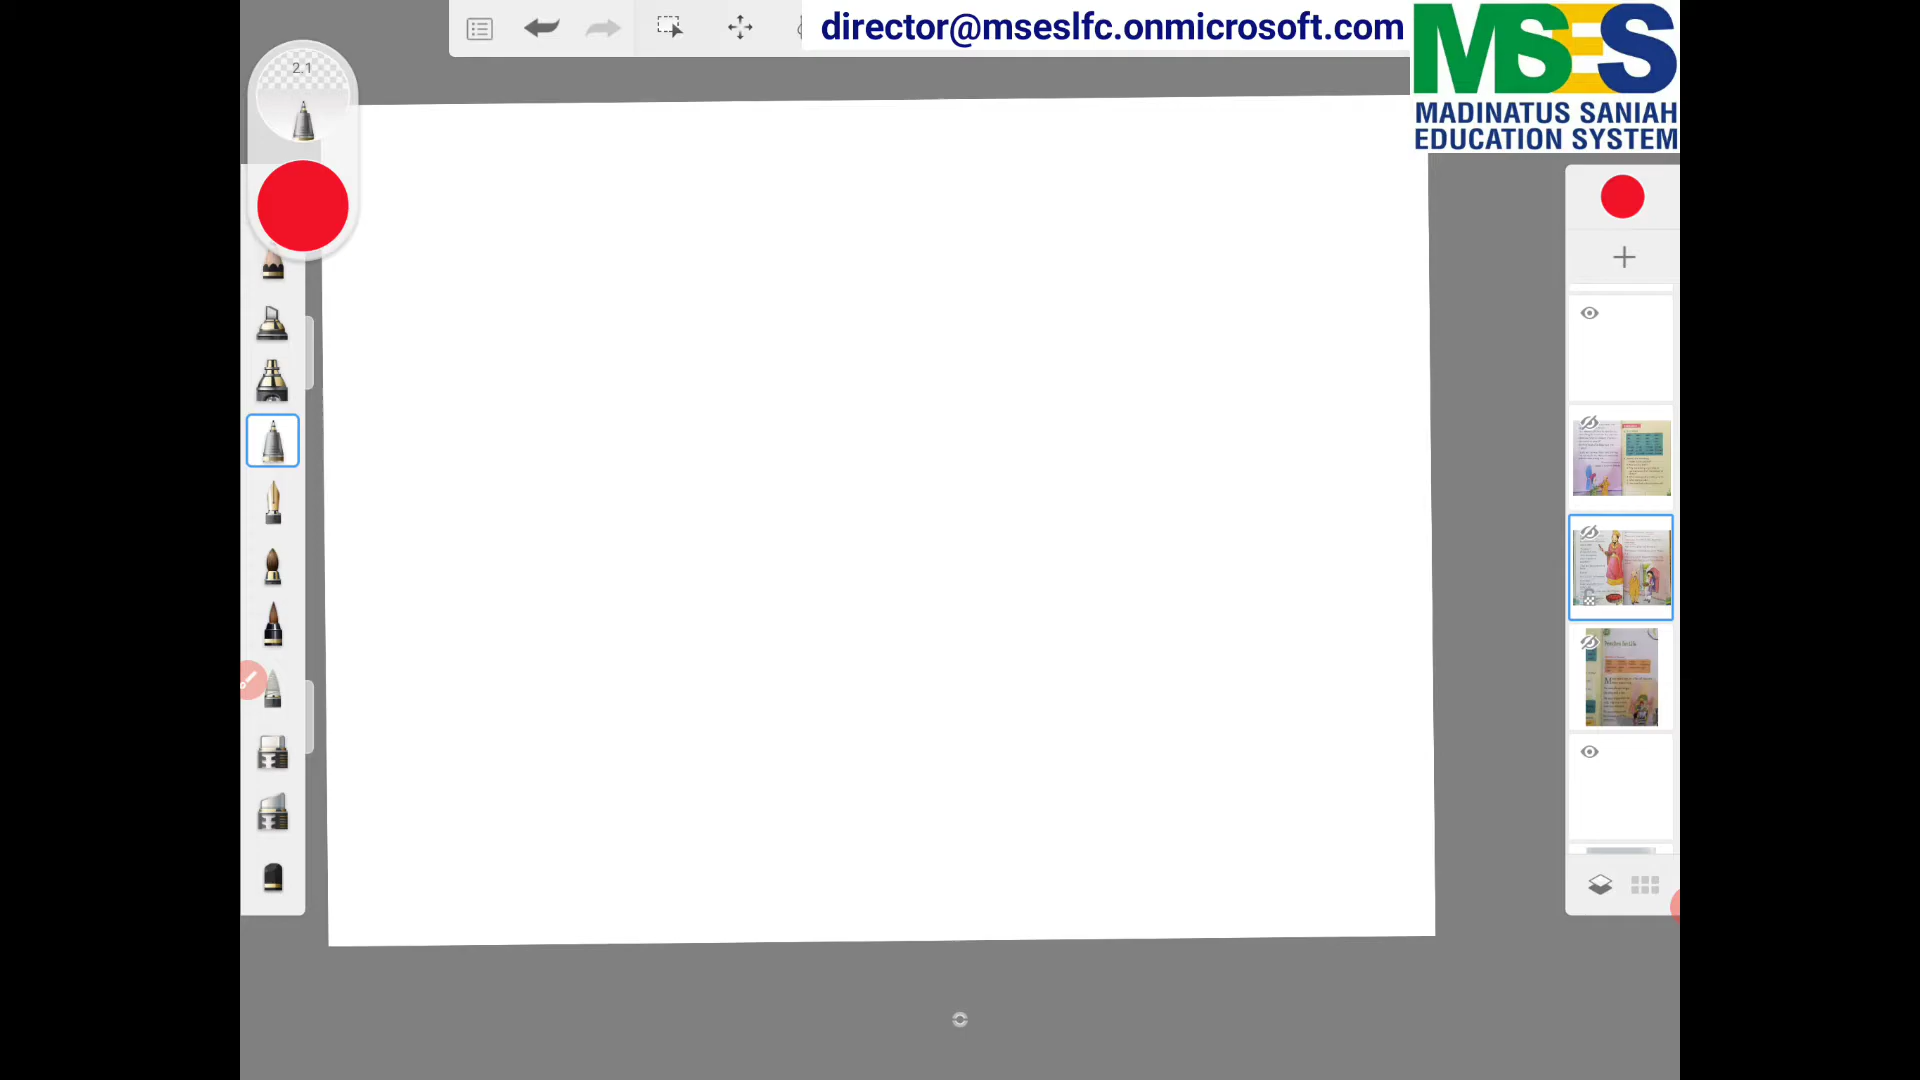 director@mseslfc.onmicrosoft.com
MSES
MADINATUS SANIAH
EDUCATION SYSTEM
2.1